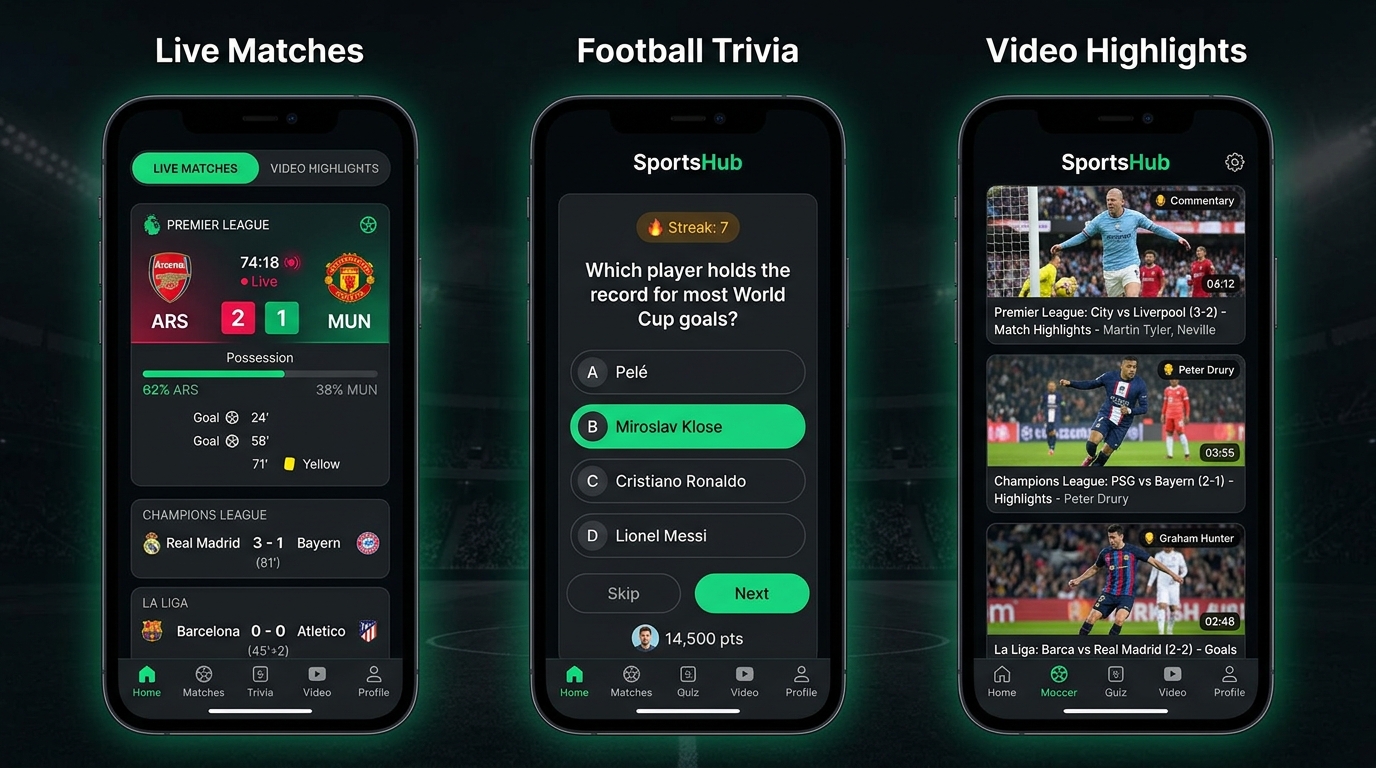 Live Matches
LIVE MATCHES
VIDEO HIGHLIGHTS
PREMIER LEAGUE
Arcena
74:18
Live
ARS
2
1
MUN
Possession
62% ARS
38% MUN
Goal 24'
Goal 58'
71' Yellow
CHAMPIONS LEAGUE
Real Madrid 3 - 1 Bayern
(81')
LA LIGA
Barcelona 0 - 0 Atletico
(45'+2)
Home
Matches
Trivia
Video
Profile
Football Trivia
SportsHub
Streak: 7
Which player holds the
record for most World
Cup goals?
A Pelé
B Miroslav Klose
C Cristiano Ronaldo
D Lionel Messi
Skip
Next
14,500 pts
Home
Matches
Quiz
Video
Profile
Video Highlights
SportsHub
Commentary
06:12
Premier League: City vs Liverpool (3-2) -
Match Highlights - Martin Tyler, Neville
Peter Drury
03:55
Champions League: PSG vs Bayern (2-1) -
Highlights - Peter Drury
Graham Hunter
02:48
La Liga: Barca vs Real Madrid (2-2) - Goals
Home
Moccer
Quiz
Video
Profile